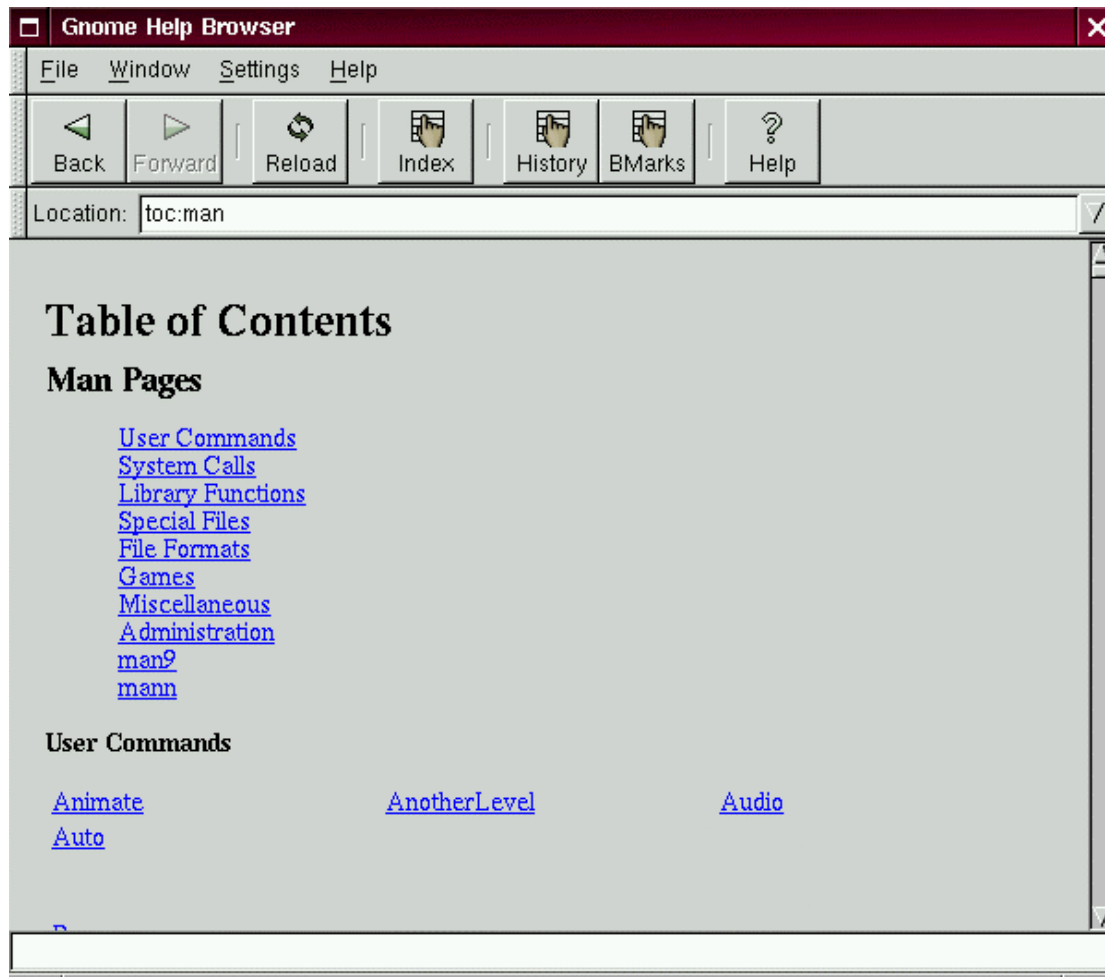 Gnome Help Browser
File Window Settings Help
Back Forward Reload Index History BMarks Help
Location: toc:man
Table of Contents
Man Pages
User Commands
System Calls
Library Functions
Special Files
File Formats
Games
Miscellaneous
Administration
man9
mann
User Commands
Animate AnotherLevel Audio
Auto